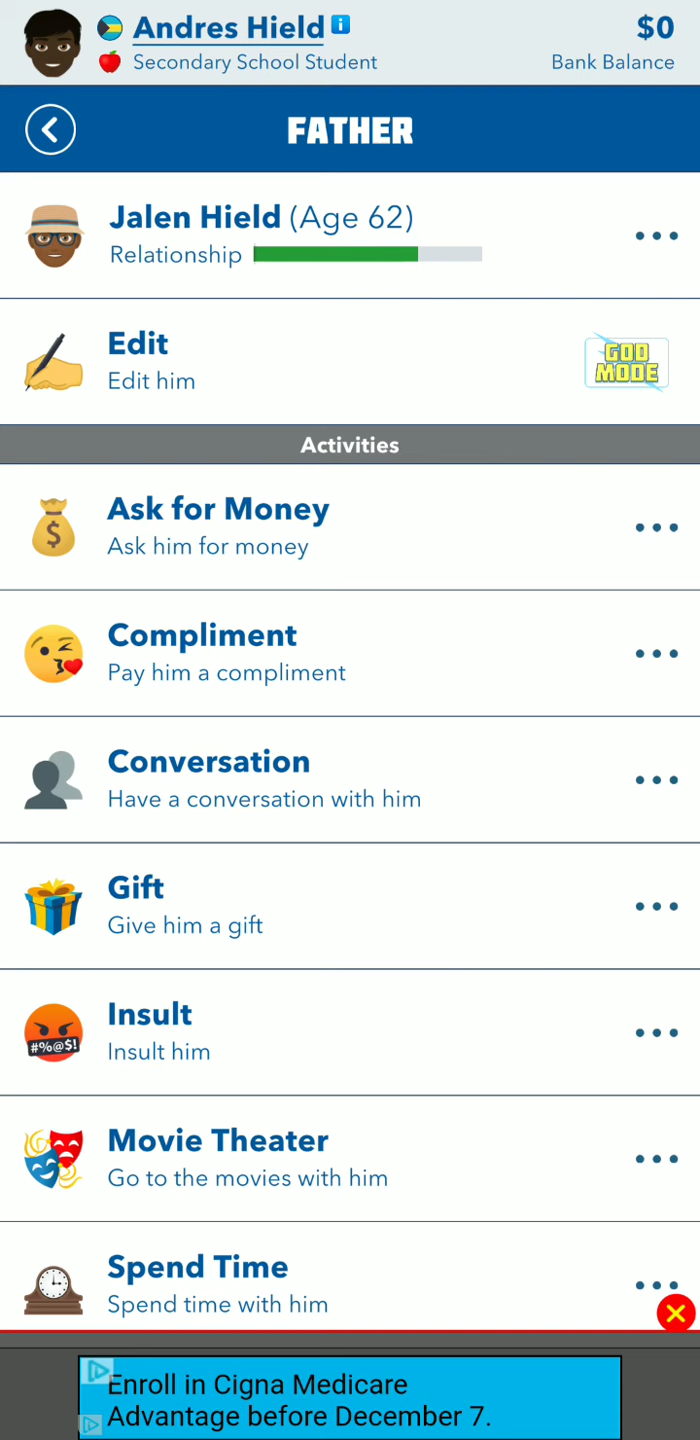 Andres Hield i
$0
Secondary School Student
Bank Balance
FATHER
Jalen Hield (Age 62)
Relationship
Edit
Edit him
GOD
MODE
Activities
Ask for Money
Ask him for money
Compliment
Pay him a compliment
Conversation
Have a conversation with him
Gift
Give him a gift
Insult
Insult him
#%@$!
Movie Theater
Go to the movies with him
Spend Time
Spend time with him
Enroll in Cigna Medicare
Advantage before December 7.